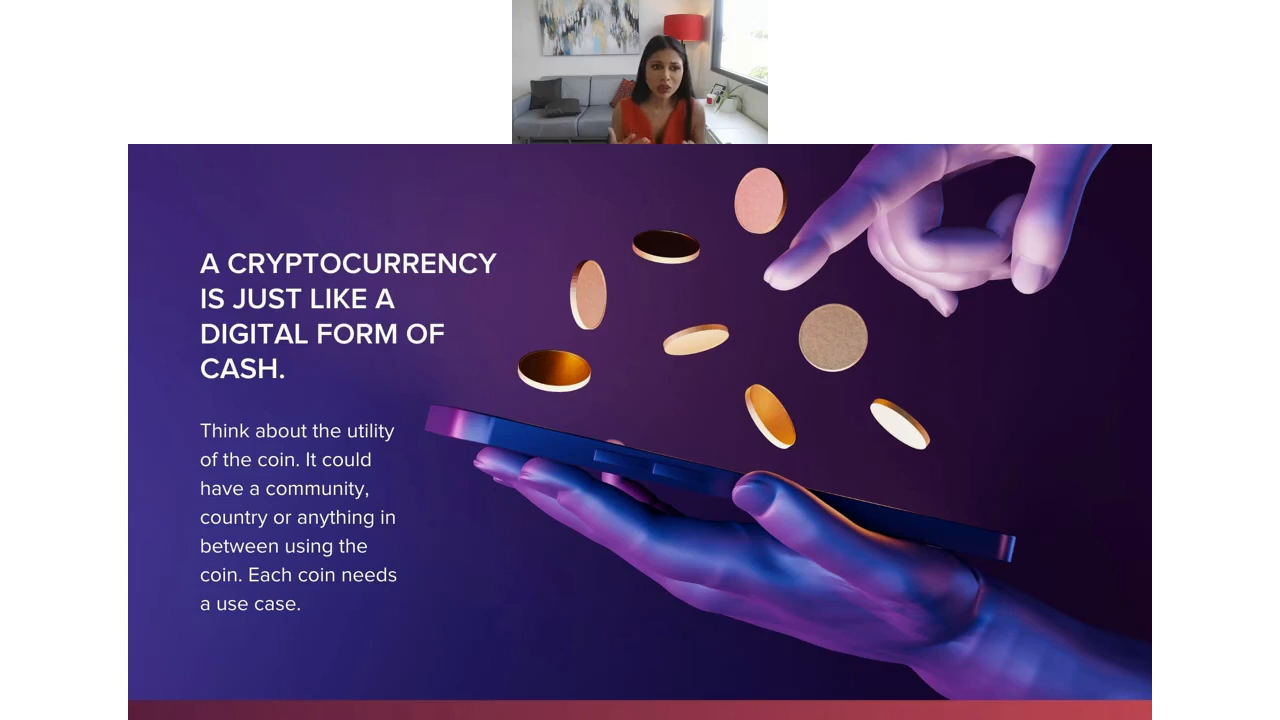 A CRYPTOCURRENCY
IS JUST LIKE A
DIGITAL FORM OF
CASH.
Think about the utility
of the coin. It could
have a community,
country or anything in
between using the
coin. Each coin needs
a use case.